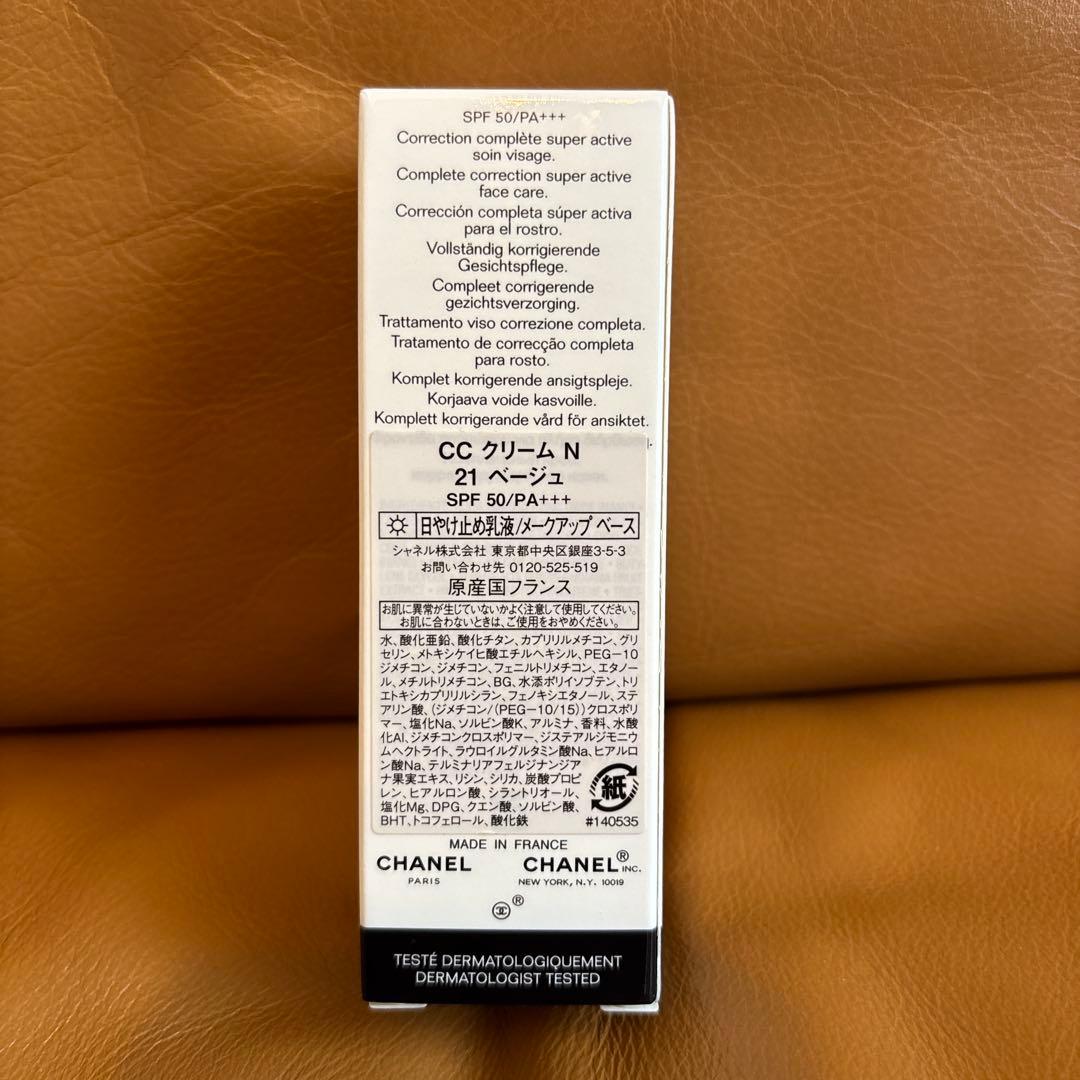 SPF 50/PA+++
Correction complète super active
soin visage.
Complete correction super active
face care.
Corrección completa súper activa
para el rostro.
Vollständig korrigierende
Gesichtspflege.
Compleet corrigerende
gezichtsverzorging.
Trattamento viso correzione completa.
Tratamento de correcção completa
para rosto.
Komplet korrigerende ansigtspleje.
Korjaava voide kasvoille.
Komplett korrigerande vård för ansiktet.
CC クリーム N
21 ベージュ
SPF 50/PA+++
日やけ止め乳液/メークアップ ベース
シャネル株式会社 東京都中央区銀座3-5-3
お問い合わせ先 0120-525-519
原産国フランス
お肌に異常が生じていないかよく注意して使用してください。
お肌に合わないときは、ご使用をおやめください。
水、酸化亜鉛、酸化チタン、カプリリルメチコン、グリ
セリン、メトキシケイヒ酸エチルヘキシル、PEG-10
ジメチコン、ジメチコン、フェニルトリメチコン、エタノー
ル、メチルトリメチコン、BG、水添ポリイソブテン、トリ
エトキシカプリリルシラン、フェノキシエタノール、ステ
アリン酸、(ジメチコン/(PEG-10/15))クロスポリ
マー、塩化Na、ソルビン酸K、アルミナ、香料、水酸
化Al、ジメチコンクロスポリマー、ジステアルジモニウ
ムヘクトライト、ラウロイルグルタミン酸Na、ヒアルロ
ン酸Na、テルミナリアフェルジナンジア
ナ果実エキス、リシン、シリカ、炭酸プロピ
レン、ヒアルロン酸、シラントリオール、
塩化Mg、DPG、クエン酸、ソルビン酸、
BHT、トコフェロール、酸化鉄
紙
#140535
MADE IN FRANCE
CHANEL CHANEL® INC.
PARIS NEW YORK, N.Y. 10019
®
TESTÉ DERMATOLOGIQUEMENT
DERMATOLOGIST TESTED